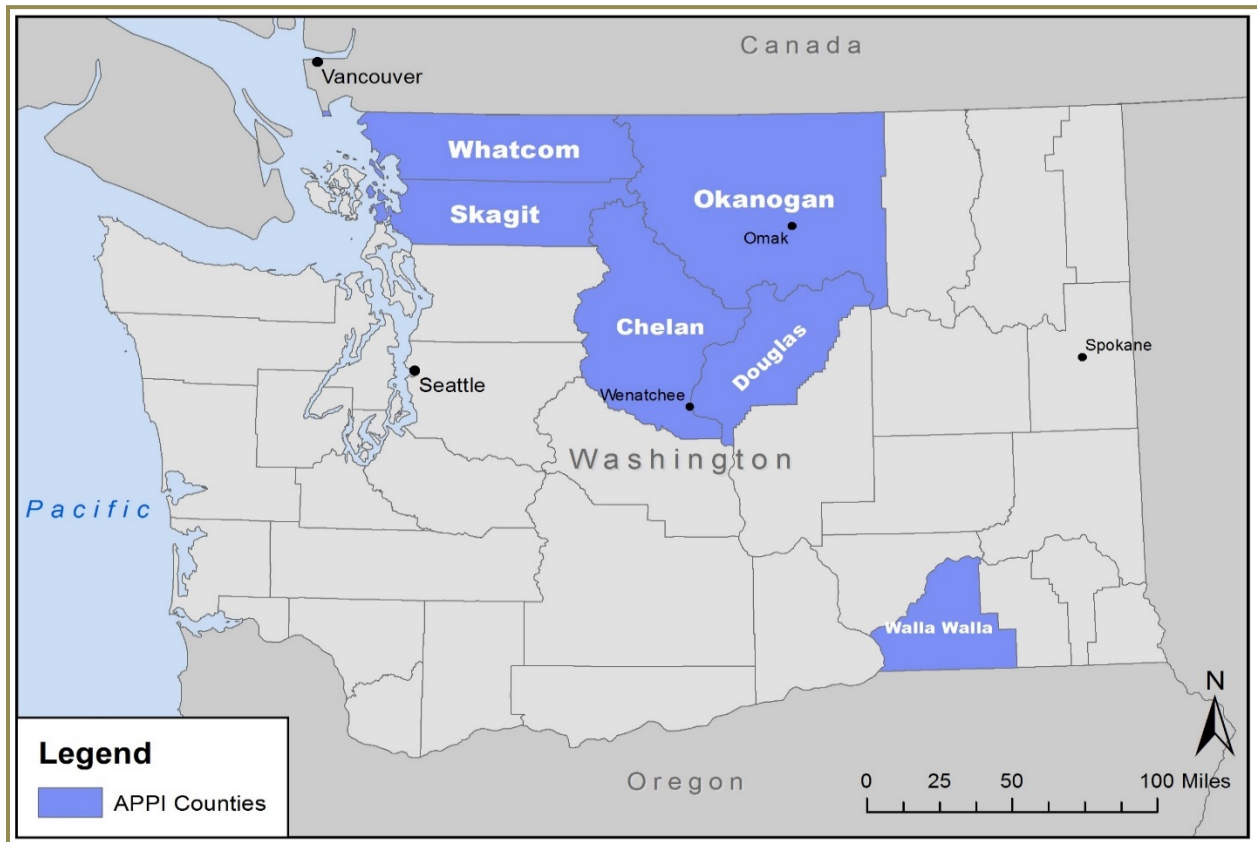 Canada
Vancouver
Whatcom
Skagit
Okanogan
Omak
Chelan
Douglas
Spokane
Seattle
Wenatchee
Washington
Pacific
Walla Walla
N
Legend
APPI Counties
Oregon
0 25 50 100 Miles